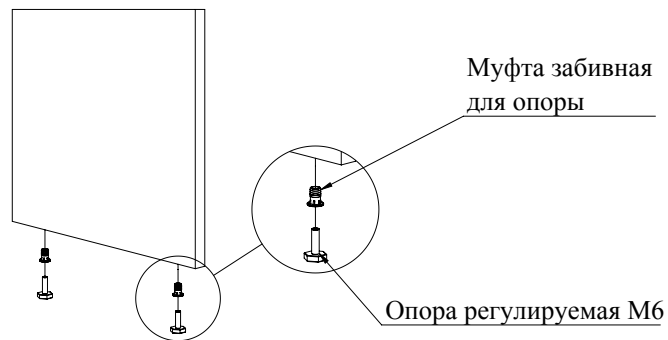 Муфта забивная
для опоры
Опора регулируемая М6